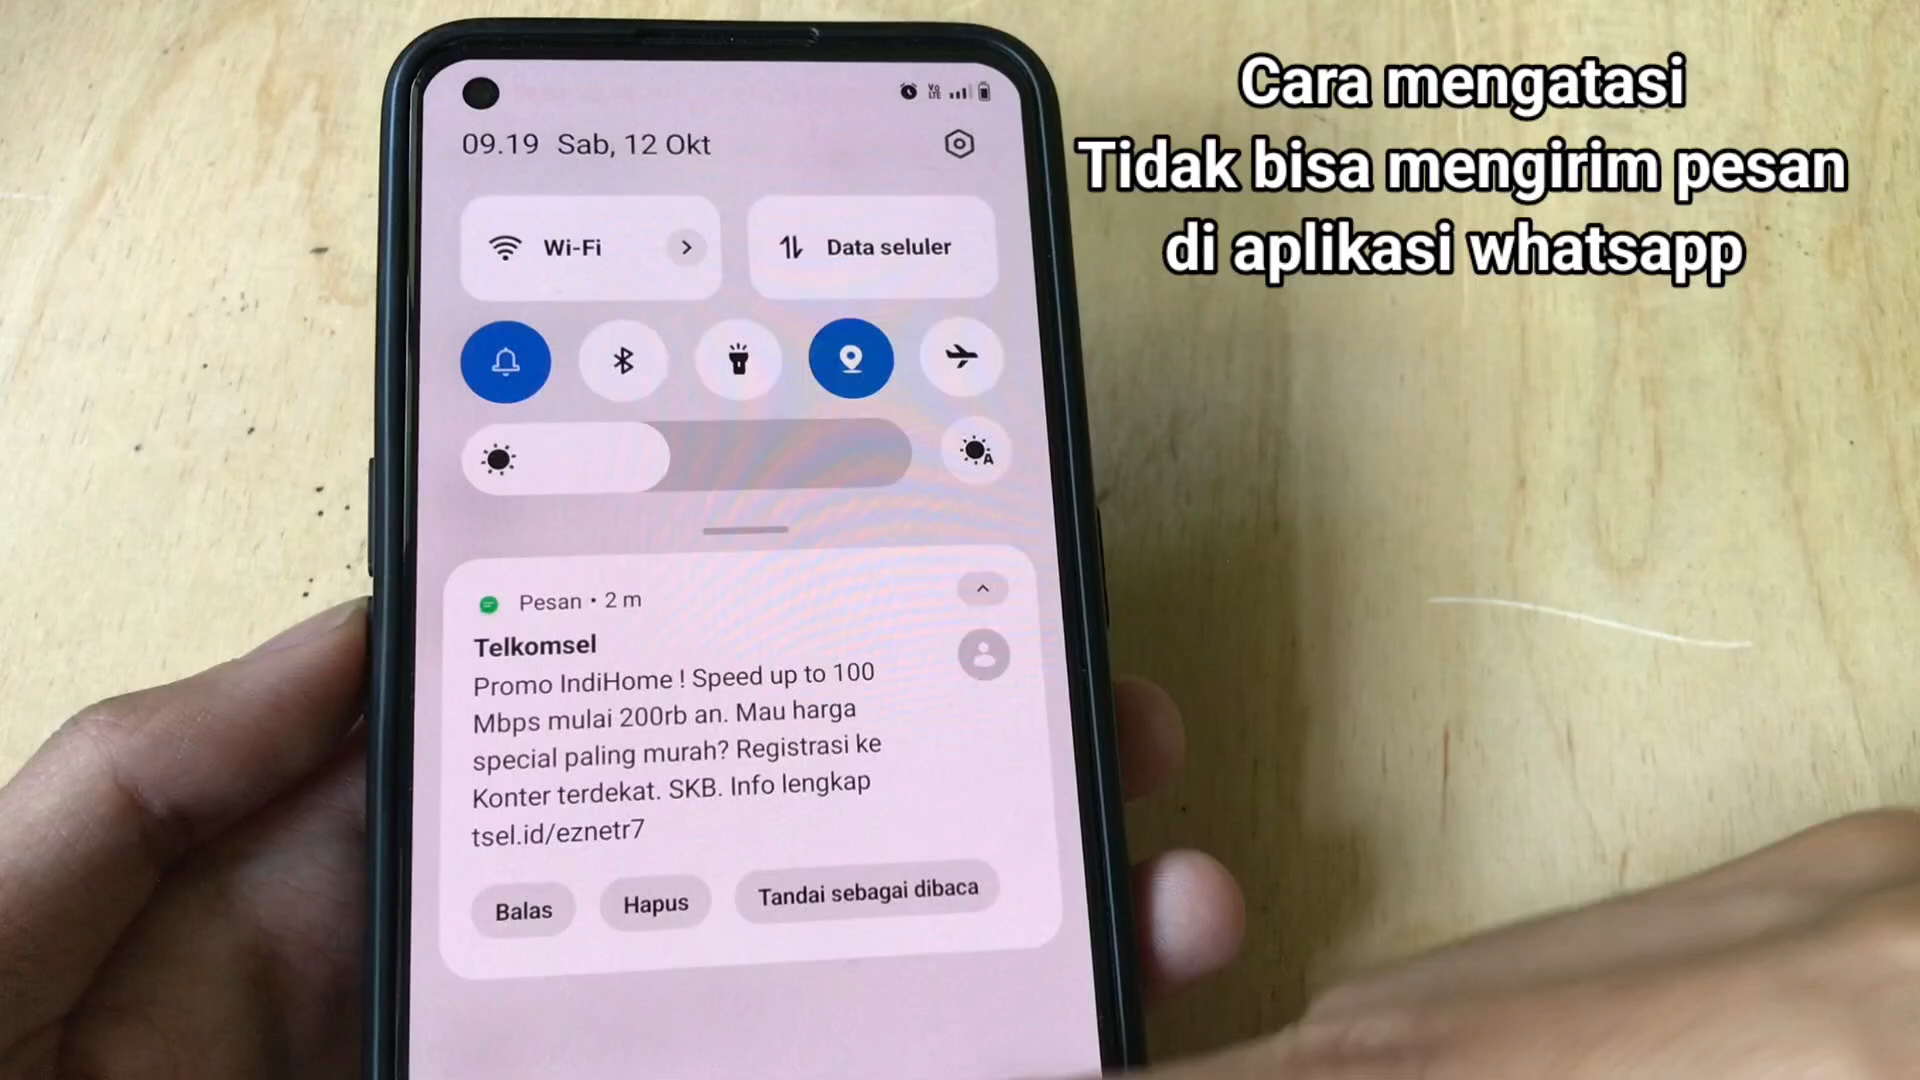 Cara mengatasi
Tidak bisa mengirim pesan
di aplikasi whatsapp
09.19 Sab, 12 Okt
Wi-Fi
Data seluler
Pesan • 2 m
Telkomsel
Promo IndiHome ! Speed up to 100
Mbps mulai 200rb an. Mau harga
special paling murah? Registrasi ke
Konter terdekat. SKB. Info lengkap
tsel.id/eznetr7
Balas
Hapus
Tandai sebagai dibaca